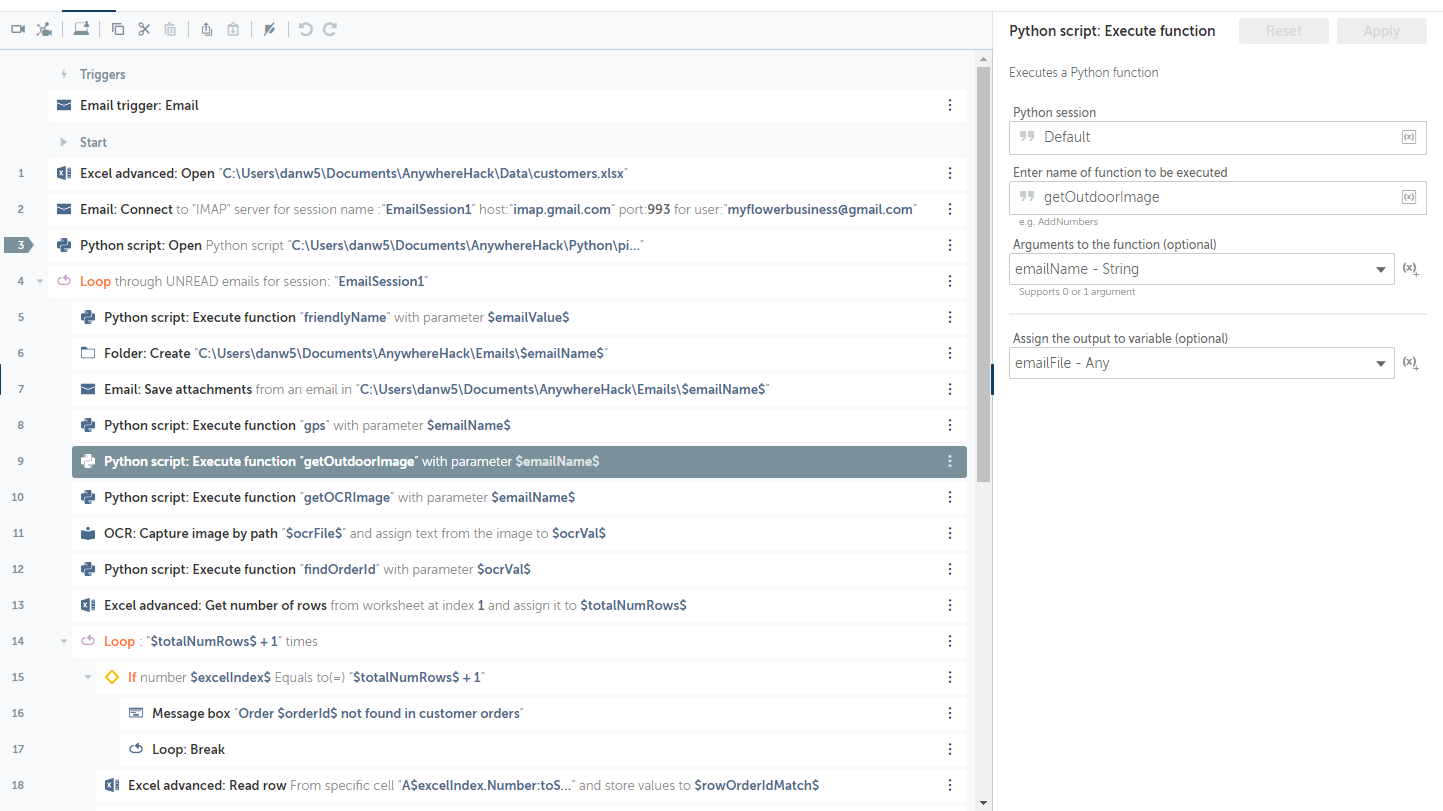 Triggers
Email trigger: Email
Start
1 Excel advanced: Open "C:\Users\danw5\Documents\AnywhereHack\Data\customers.xlsx"
2 Email: Connect to "IMAP" server for session name :"EmailSession1" host:"imap.gmail.com" port:993 for user:"myflowerbusiness@gmail.com"
3 Python script: Open Python script "C:\Users\danw5\Documents\AnywhereHack\Python\pi..."
4 Loop through UNREAD emails for session: "EmailSession1"
5 Python script: Execute function "friendlyName" with parameter $emailValue$
6 Folder: Create "C:\Users\danw5\Documents\AnywhereHack\Emails\$emailName$"
7 Email: Save attachments from an email in "C:\Users\danw5\Documents\AnywhereHack\Emails\$emailName$"
8 Python script: Execute function "gps" with parameter $emailName$
9 Python script: Execute function "getOutdoorImage" with parameter $emailName$
10 Python script: Execute function "getOCRImage" with parameter $emailName$
11 OCR: Capture image by path "$ocrFile$" and assign text from the image to $ocrVal$
12 Python script: Execute function "findOrderId" with parameter $ocrVal$
13 Excel advanced: Get number of rows from worksheet at index 1 and assign it to $totalNumRows$
14 Loop : "$totalNumRows$ + 1" times
15 If number $excelIndex$ Equals to(=) "$totalNumRows$ + 1"
16 Message box "Order $orderId$ not found in customer orders"
17 Loop: Break
18 Excel advanced: Read row From specific cell "A$excelIndex.Number:toS..." and store values to $rowOrderIdMatch$
Python script: Execute function
Reset
Apply
Executes a Python function
Python session
Default
(x)
Enter name of function to be executed
getOutdoorImage
(x)
e.g. AddNumbers
Arguments to the function (optional)
emailName - String
(x)+
Supports 0 or 1 argument
Assign the output to variable (optional)
emailFile - Any
(x)+